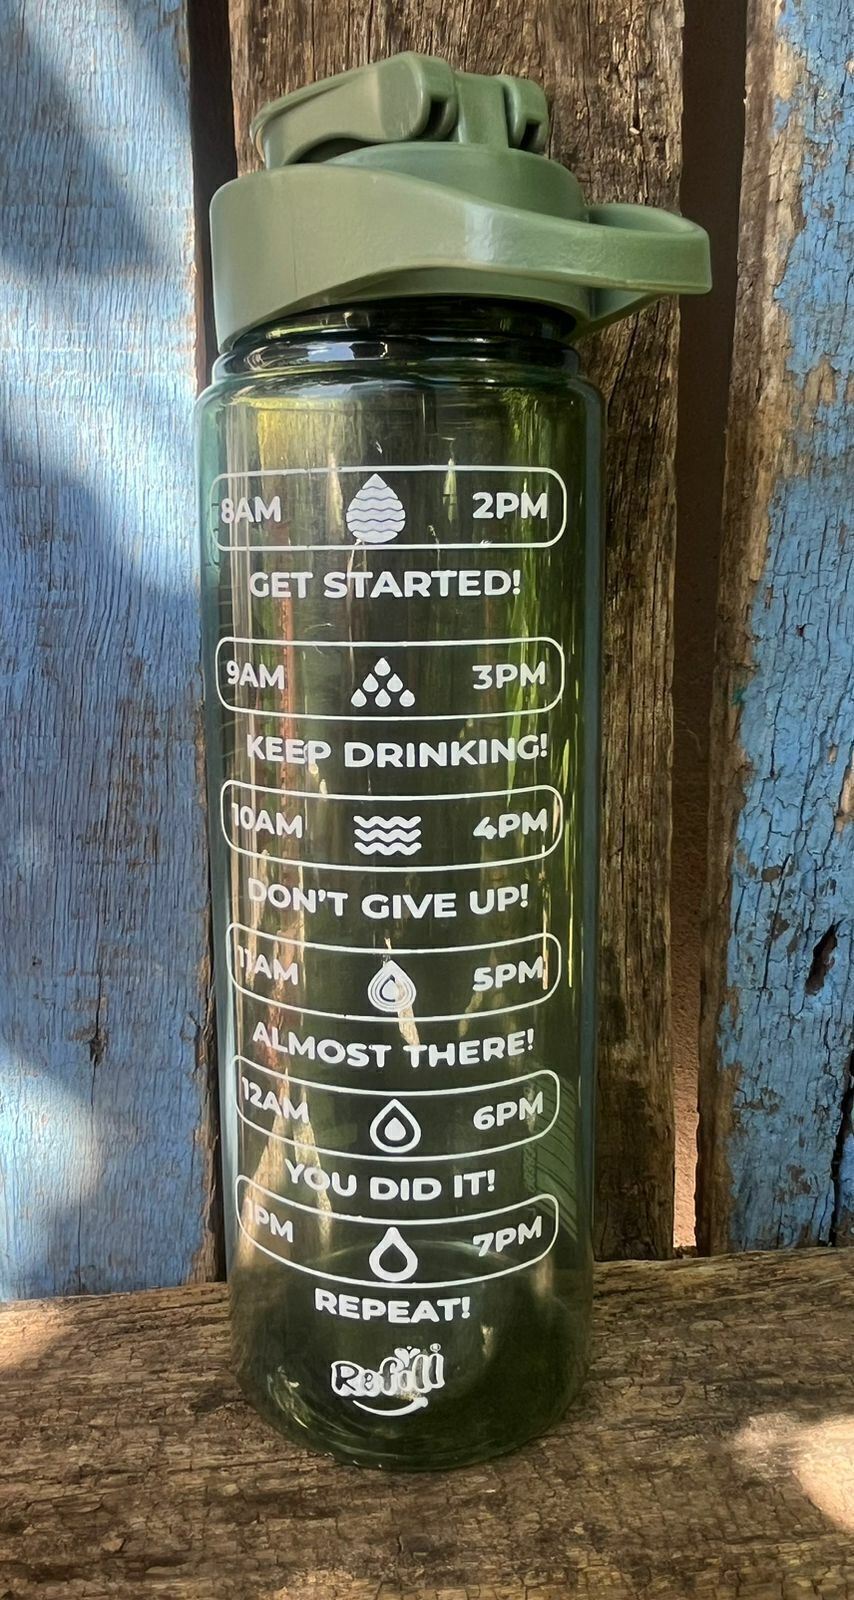 8AM 2PM
GET STARTED!
9AM 3PM
KEEP DRINKING!
10AM 4PM
DON'T GIVE UP!
11AM 5PM
ALMOST THERE!
12AM 6PM
YOU DID IT!
1PM 7PM
REPEAT!
Refill